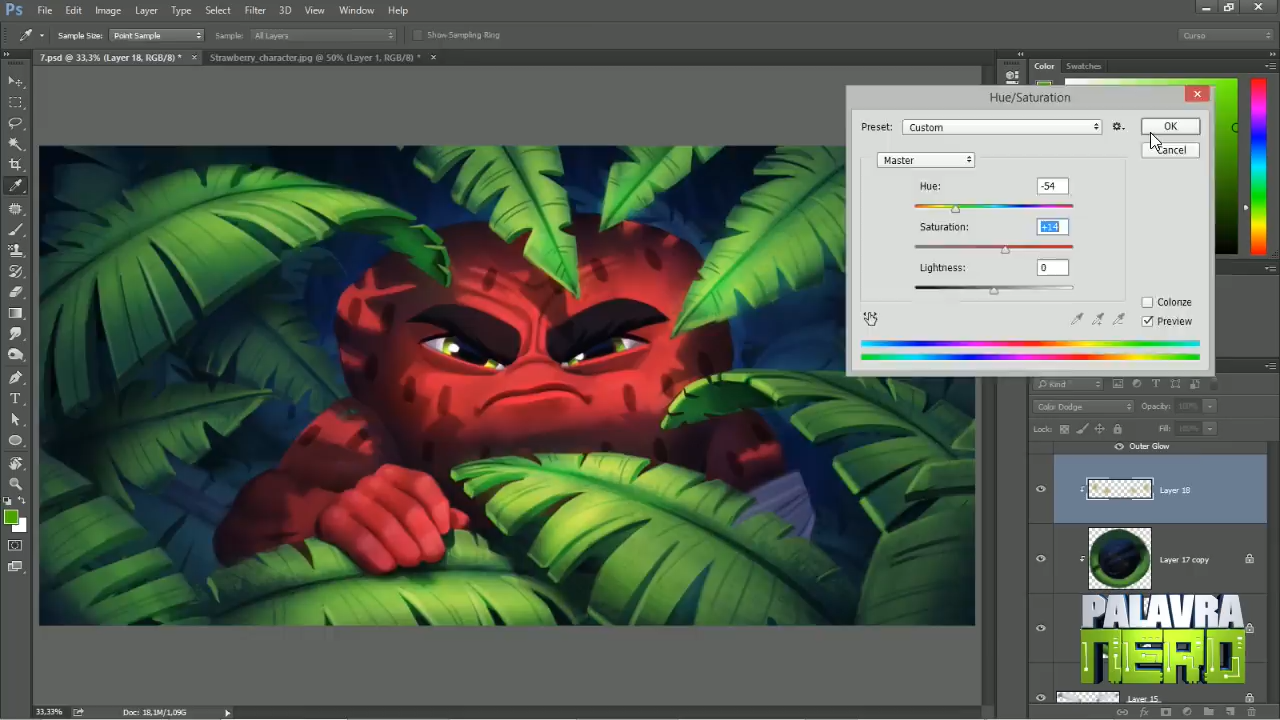 Ps File Edit Image Layer Type Select Filter 3D View Window Help
Sample Size: Point Sample Sample: All Layers Show Sampling Ring Curso
7.psd @ 33,3% (Layer 18, RGB/8) * × Strawberry_character.jpg @ 50% (Layer 1, RGB/8) * ×
Color Swatches
Hue/Saturation
Preset: Custom OK
Cancel
Master
Hue: -54
Saturation: +14
Lightness: 0
Colorize
Preview
Kind
Color Dodge Opacity: 100%
Lock: Fill: 100%
Outer Glow
Layer 18
Layer 17 copy
PALAVRA
NERD
Layer 15
33,33% Doc: 18,1M/1,09G